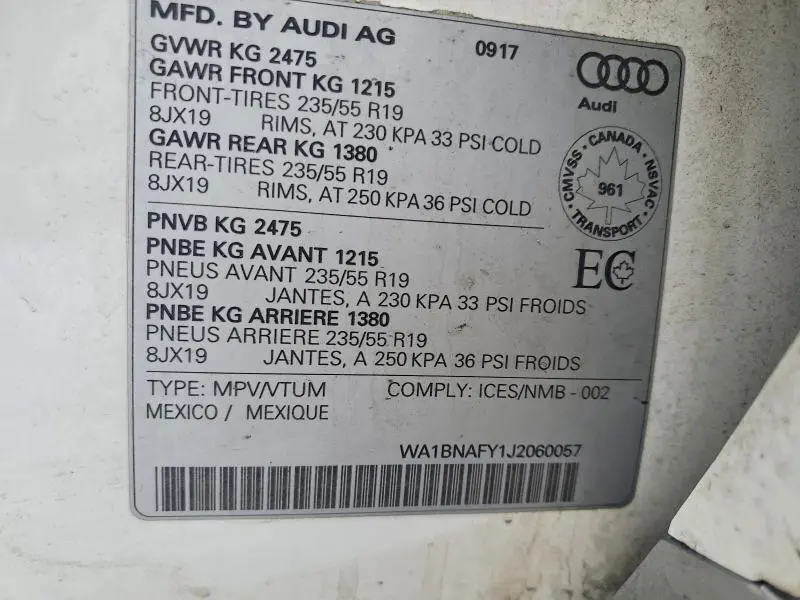 MFD. BY AUDI AG 0917
GVWR KG 2475
GAWR FRONT KG 1215
FRONT-TIRES 235/55 R19
8JX19 RIMS, AT 230 KPA 33 PSI COLD
GAWR REAR KG 1380
REAR-TIRES 235/55 R19
8JX19 RIMS, AT 250 KPA 36 PSI COLD
Audi
CANADA
CMVSS NSVAC
961
TRANSPORT
PNVB KG 2475
PNBE KG AVANT 1215
PNEUS AVANT 235/55 R19
8JX19 JANTES, A 230 KPA 33 PSI FROIDS
PNBE KG ARRIERE 1380
PNEUS ARRIERE 235/55 R19
8JX19 JANTES, A 250 KPA 36 PSI FROIDS
EC
TYPE: MPV/VTUM COMPLY: ICES/NMB - 002
MEXICO / MEXIQUE
WA1BNAFY1J2060057